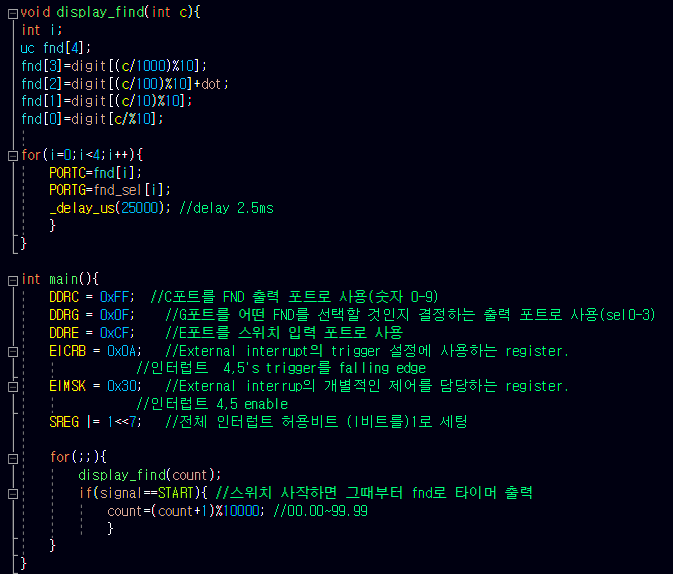 void display_find(int c){
int i;
uc fnd[4];
fnd[3]=digit[(c/1000)%10];
fnd[2]=digit[(c/100)%10]+dot;
fnd[1]=digit[(c/10)%10];
fnd[0]=digit[c/%10];
for(i=0;i<4;i++){
PORTC=fnd[i];
PORTG=fnd_sel[i];
_delay_us(25000); //delay 2.5ms
}
}
int main(){
DDRC = 0xFF; //C포트를 FND 출력 포트로 사용(숫자 0-9)
DDRG = 0x0F; //G포트를 어떤 FND를 선택할 것인지 결정하는 출력 포트로 사용(sel0-3)
DDRE = 0xCF; //E포트를 스위치 입력 포트로 사용
EICRB = 0x0A; //External interrupt의 trigger 설정에 사용하는 register.
//인터럽트 4,5's trigger를 falling edge
EIMSK = 0x30; //External interrup의 개별적인 제어를 담당하는 register.
//인터럽트 4,5 enable
SREG |= 1<<7; //전체 인터럽트 허용비트 (I비트를)1로 세팅
for(;;){
display_find(count);
if(signal==START){ //스위치 사작하면 그때부터 fnd로 타이머 출력
count=(count+1)%10000; //00.00~99.99
}
}
}